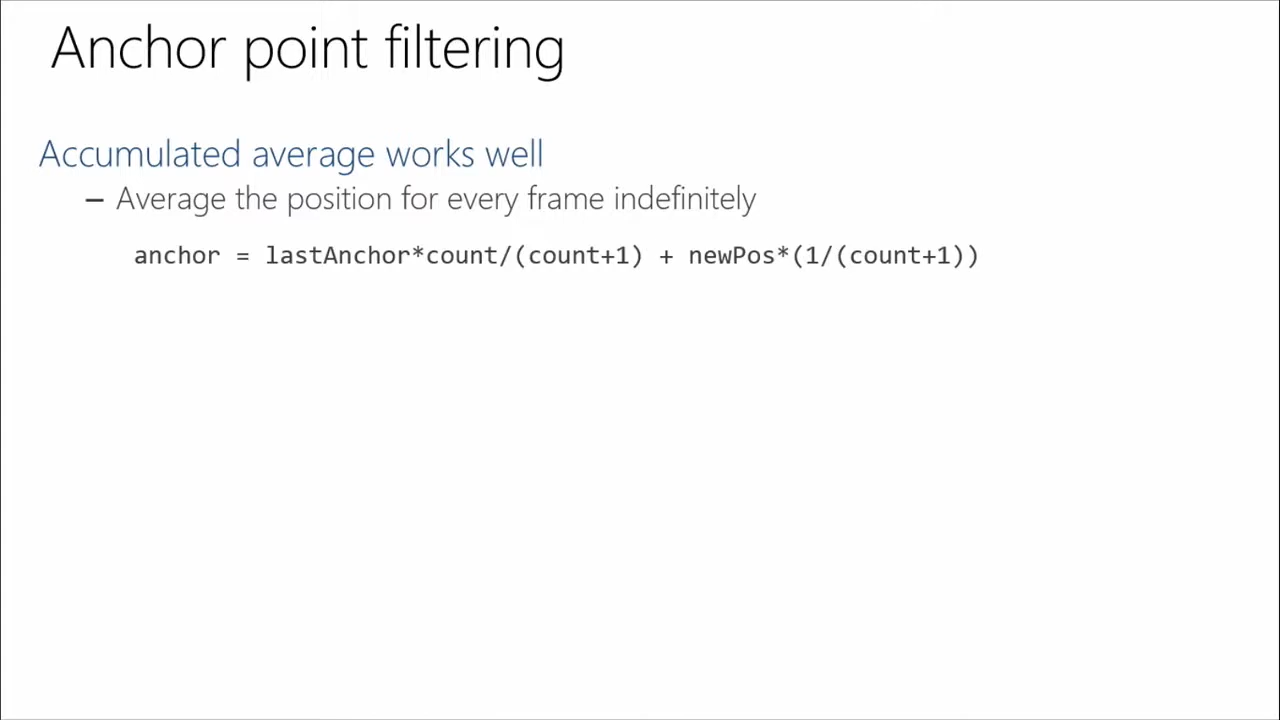 Anchor point filtering
Accumulated average works well
– Average the position for every frame indefinitely
anchor = lastAnchor*count/(count+1) + newPos*(1/(count+1))